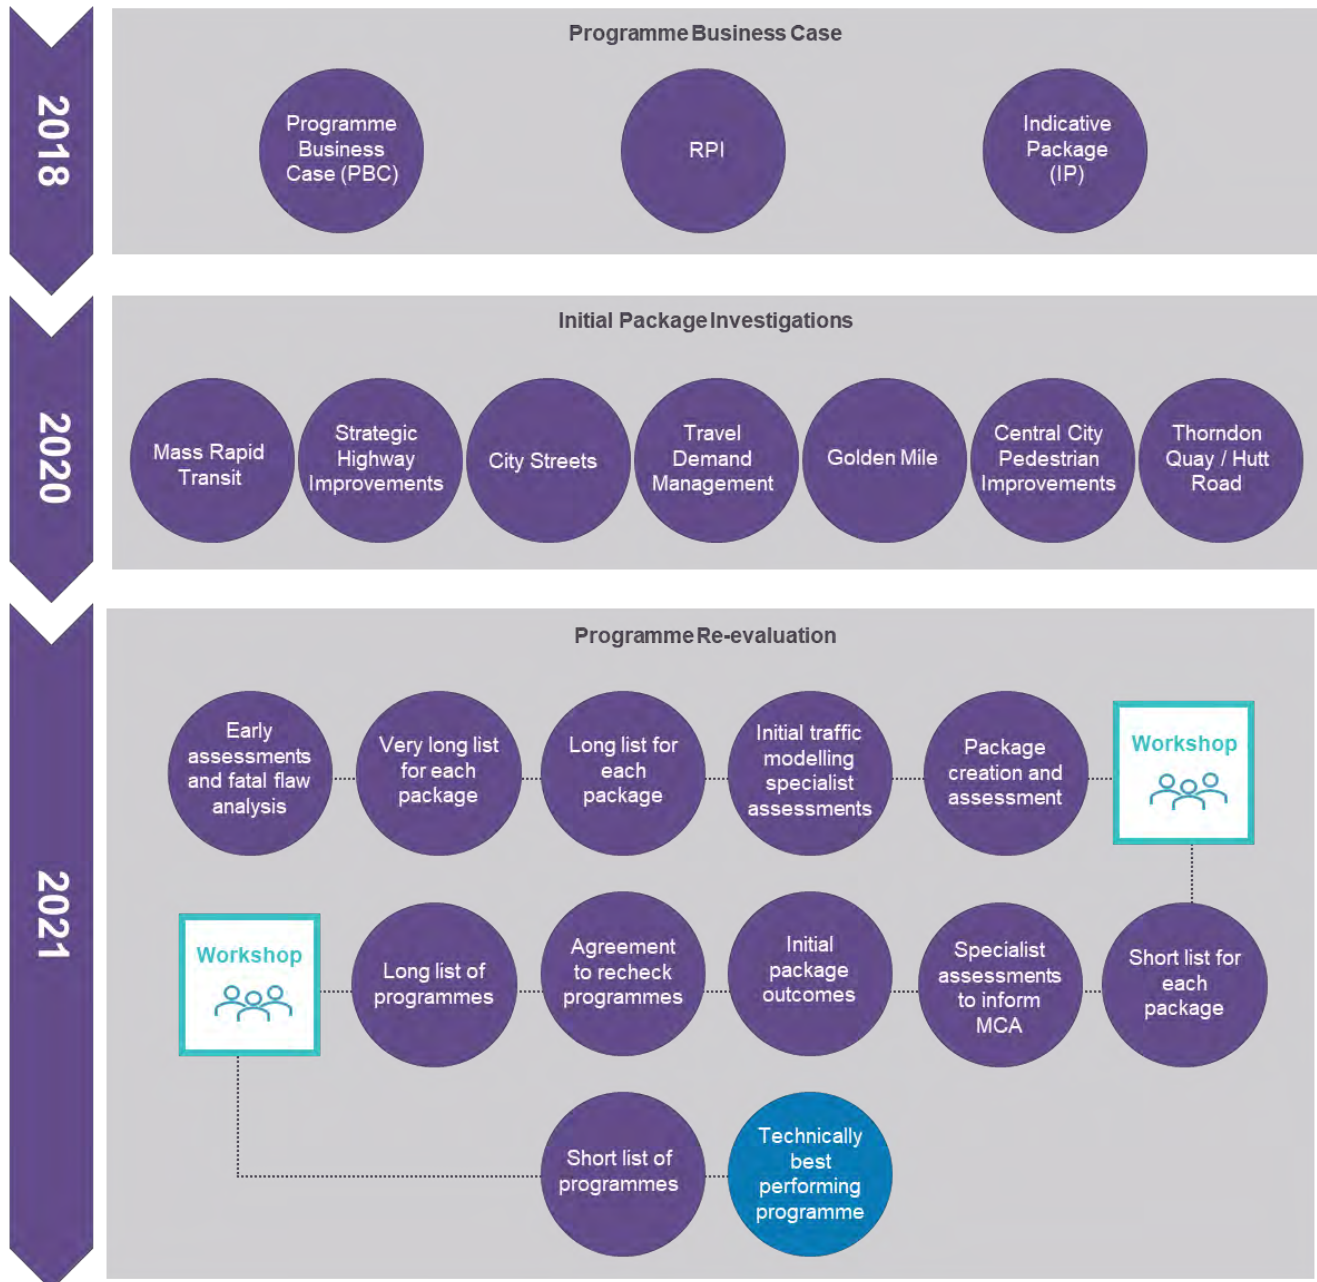 2018
Programme Business Case
Programme
Business
Case (PBC)
RPI
Indicative
Package
(IP)
2020
Initial Package Investigations
Mass Rapid
Transit
Strategic
Highway
Improvements
City Streets
Travel
Demand
Management
Golden Mile
Central City
Pedestrian
Improvements
Thorndon
Quay / Hutt
Road
2021
Programme Re-evaluation
Early
assessments
and fatal flaw
analysis
Very long list
for each
package
Long list for
each
package
Initial traffic
modelling
specialist
assessments
Package
creation and
assessment
Workshop
Short list for
each
package
Specialist
assessments
to inform
MCA
Initial
package
outcomes
Agreement
to recheck
programmes
Long list of
programmes
Workshop
Short list of
programmes
Technically
best
performing
programme